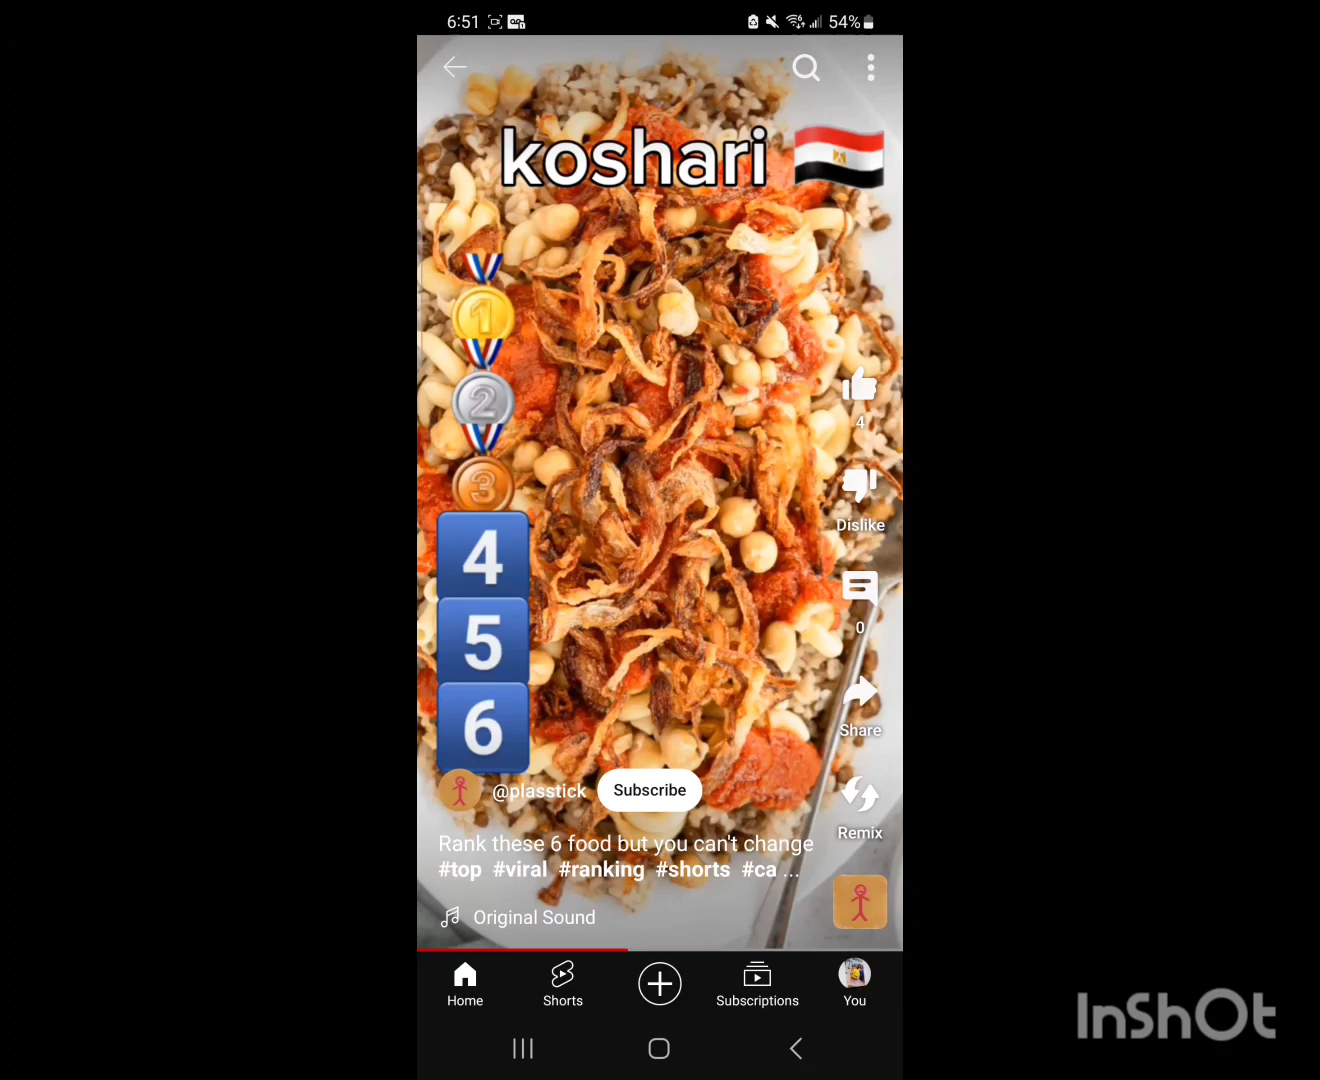 6:51
54%
koshari
1
2
3
4
5
6
4
Dislike
0
Share
@plasstick
Subscribe
Remix
Rank these 6 food but you can't change
#top #viral #ranking #shorts #ca ...
Original Sound
Home
Shorts
Subscriptions
You
InShOt